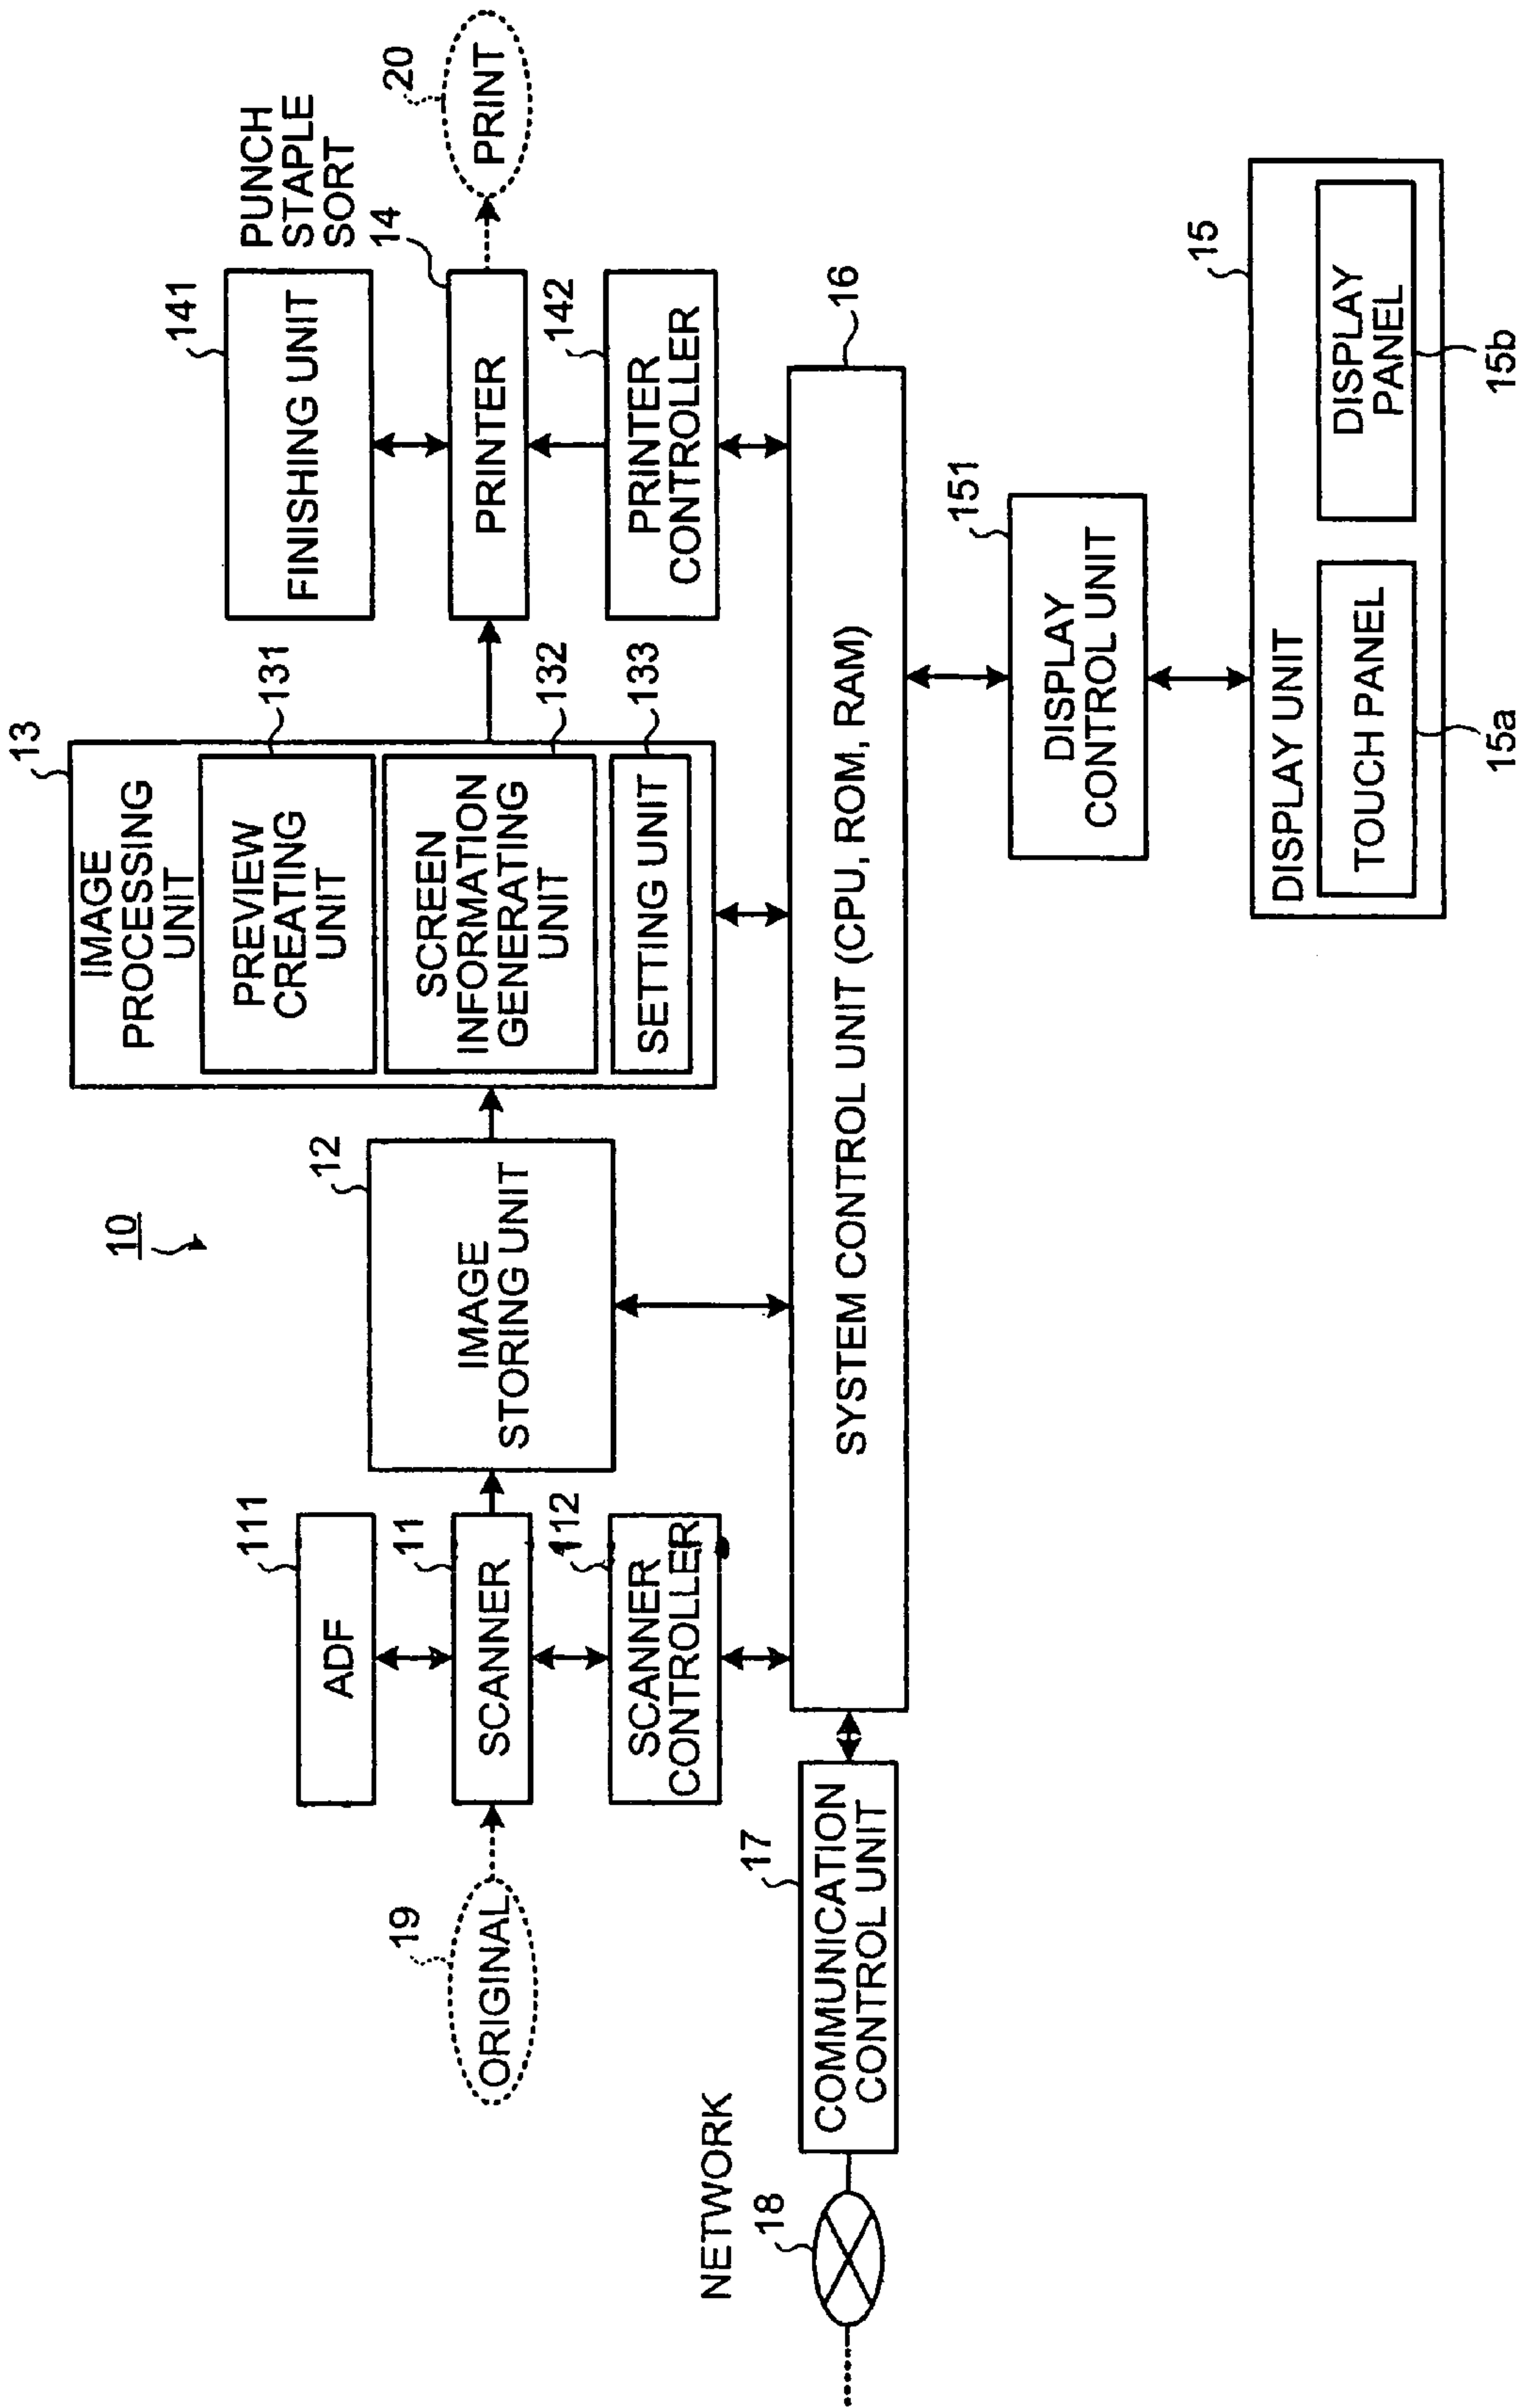 10
13
IMAGE
PROCESSING
UNIT
PREVIEW
CREATING
UNIT
131
SCREEN
INFORMATION
GENERATING
UNIT
132
SETTING UNIT
133
141
FINISHING UNIT
PUNCH
STAPLE
SORT
14
PRINTER
20
PRINT
142
PRINTER
CONTROLLER
12
IMAGE
STORING UNIT
111
ADF
11
SCANNER
112
SCANNER
CONTROLLER
19
ORIGINAL
16
SYSTEM CONTROL UNIT (CPU, ROM, RAM)
NETWORK
18
17
COMMUNICATION
CONTROL UNIT
151
DISPLAY
CONTROL UNIT
15
DISPLAY UNIT
TOUCH PANEL
15a
DISPLAY
PANEL
15b